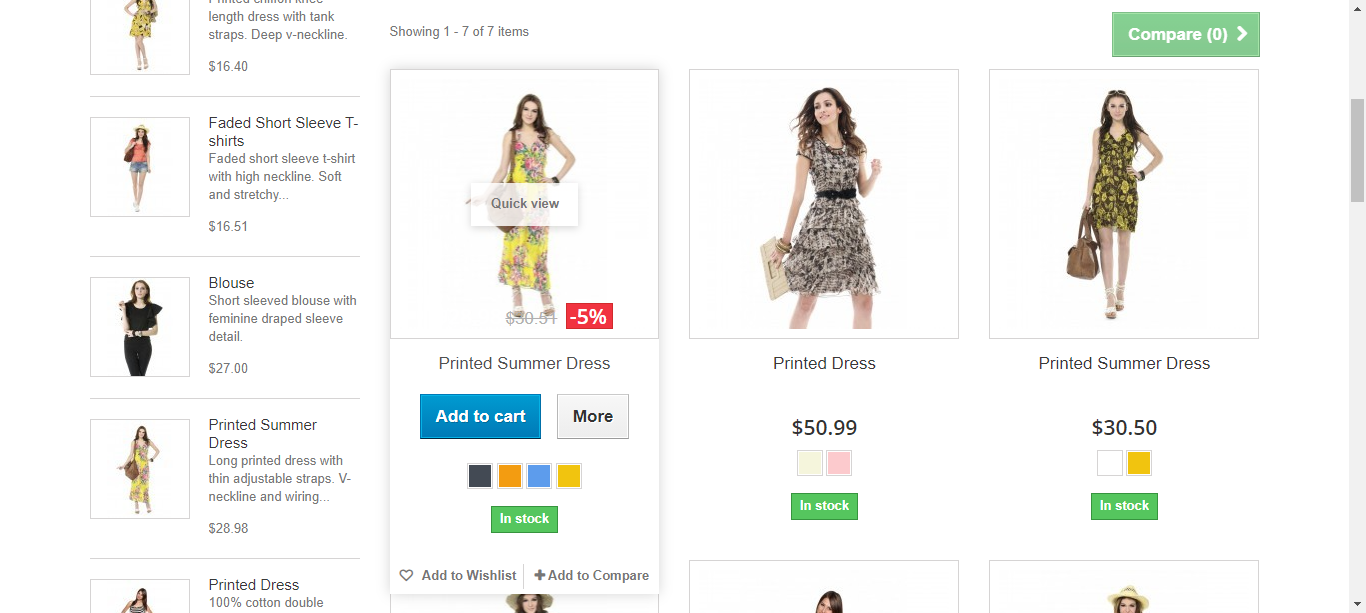 Printed chiffon knee
length dress with tank
straps. Deep v-neckline.
$16.40
Faded Short Sleeve T-
shirts
Faded short sleeve t-shirt
with high neckline. Soft
and stretchy...
$16.51
Blouse
Short sleeved blouse with
feminine draped sleeve
detail.
$27.00
Printed Summer
Dress
Long printed dress with
thin adjustable straps. V-
neckline and wiring...
$28.98
Printed Dress
100% cotton double
Showing 1 - 7 of 7 items
Compare (0)
Quick view
$30.51 -5%
Printed Summer Dress
Add to cart More
In stock
Add to Wishlist Add to Compare
Printed Dress
$50.99
In stock
Printed Summer Dress
$30.50
In stock